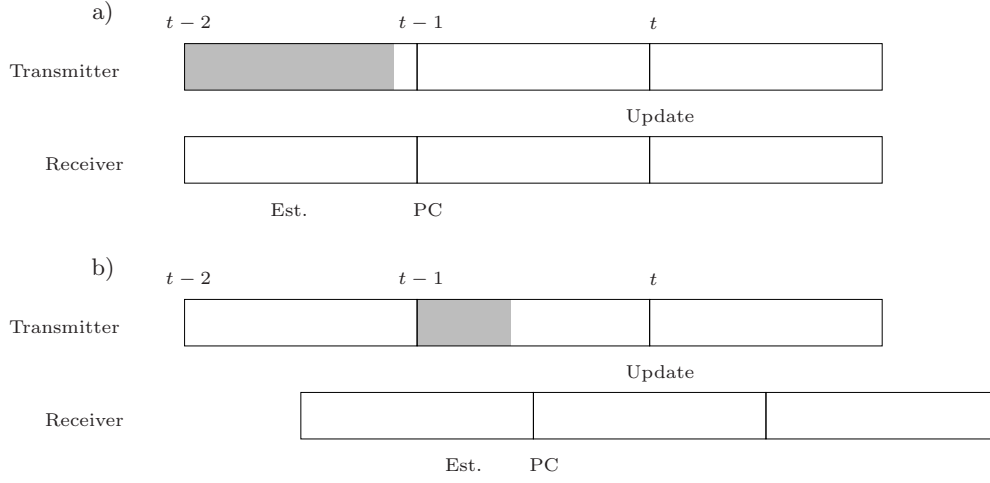 a)
t − 2 t − 1 t
Transmitter
Update
Receiver
Est. PC
b)
t − 2 t − 1 t
Transmitter
Update
Receiver
Est. PC